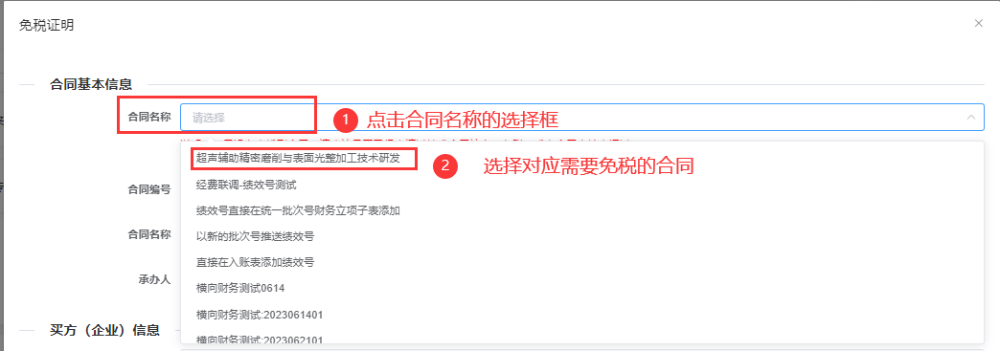 免税证明
×
合同基本信息
合同名称
请选择
1 点击合同名称的选择框
超声辅助精密磨削与表面光整加工技术研发
2 选择对应需要免税的合同
经费联调-绩效号测试
合同编号
绩效号直接在统一批次号财务立项子表添加
合同名称
以新的批次号推送绩效号
直接在入账表添加绩效号
承办人
横向财务测试0614
横向财务测试:2023061401
买方（企业）信息
横向财务测试:2023062101